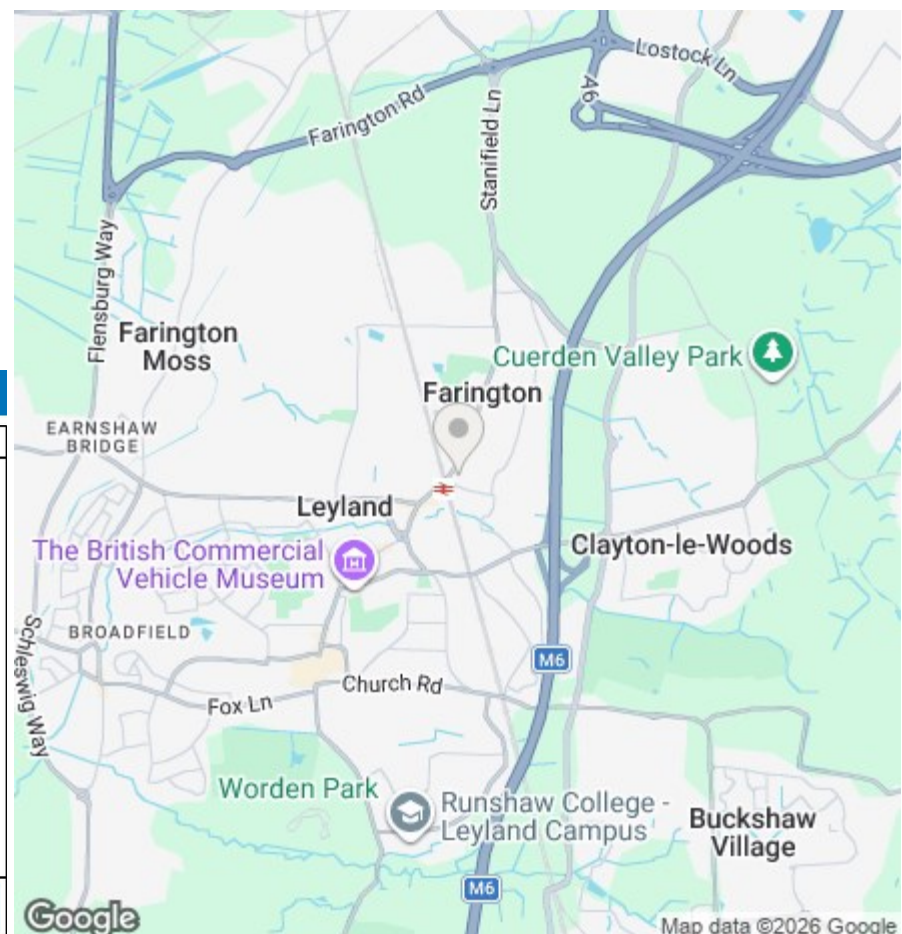 Lostock Ln
A6
Farington Rd
Stanifield Ln
Flensburg Way
Farington
Moss
Cuerden Valley Park
Farington
EARNSHAW
BRIDGE
Leyland
The British Commercial
Vehicle Museum
Clayton-le-Woods
BROADFIELD
Schleswig Way
M6
Church Rd
Fox Ln
Worden Park
Runshaw College -
Leyland Campus
Buckshaw
Village
M6
Google
Map data ©2026 Google